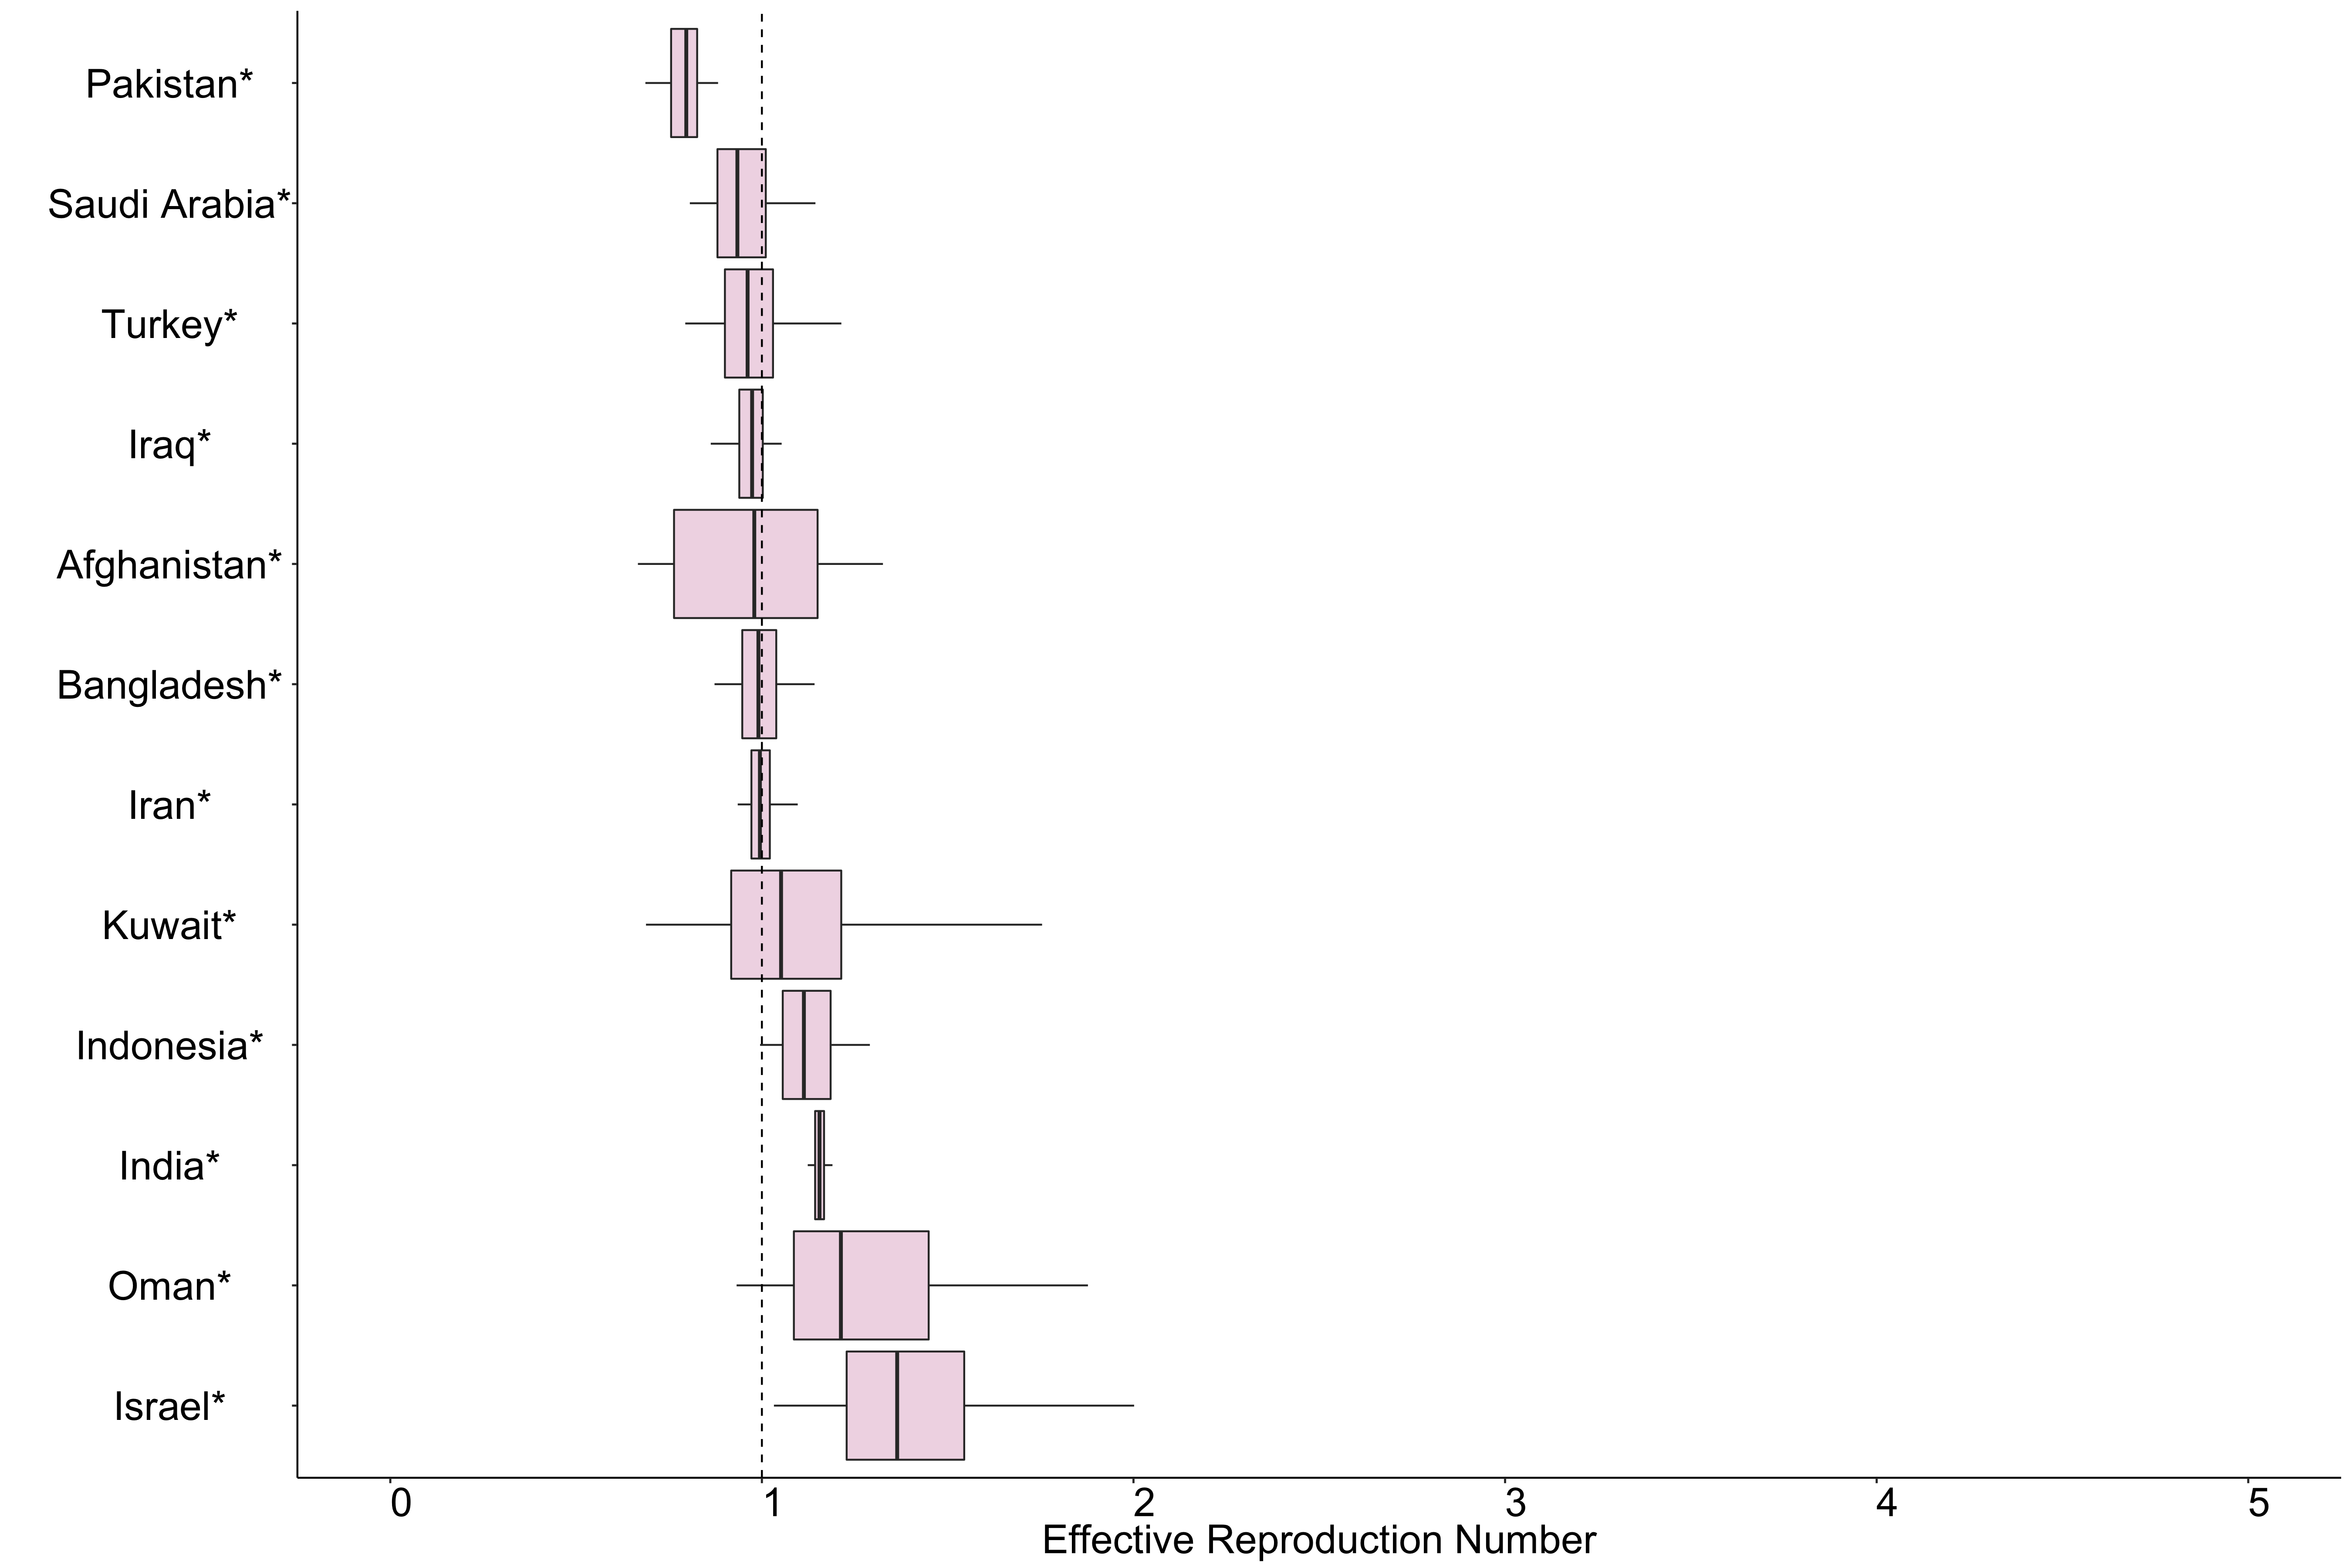 Pakistan*
Saudi Arabia*
Turkey*
Iraq*
Afghanistan*
Bangladesh*
Iran*
Kuwait*
Indonesia*
India*
Oman*
Israel*
0 1 2 3 4 5
Effective Reproduction Number